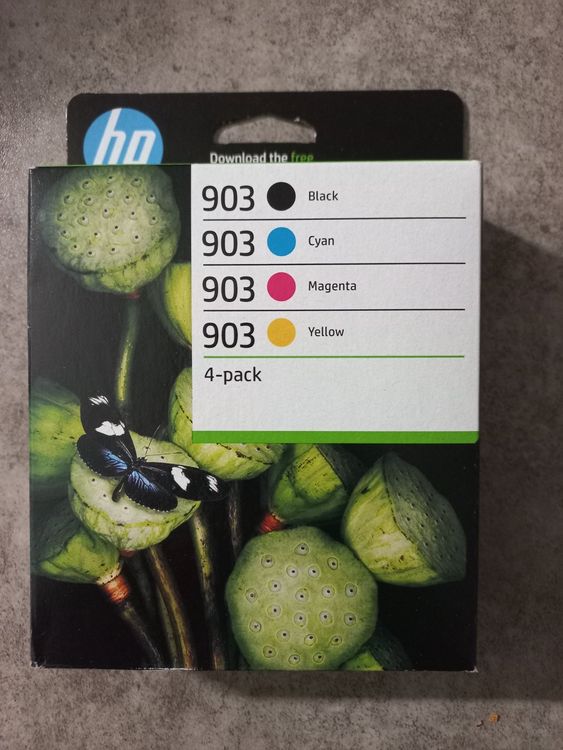 hp
Download the free
903 Black
903 Cyan
903 Magenta
903 Yellow
4-pack